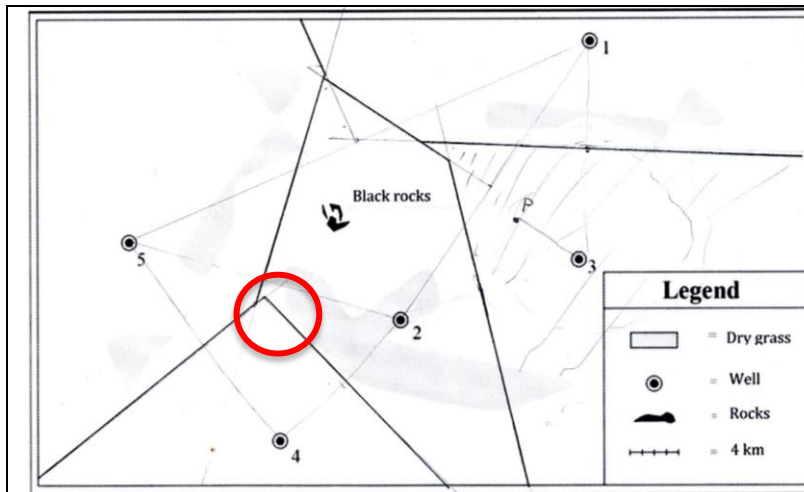 1
Black rocks
P
5
3
2
4
Legend
= Dry grass
= Well
= Rocks
= 4 km